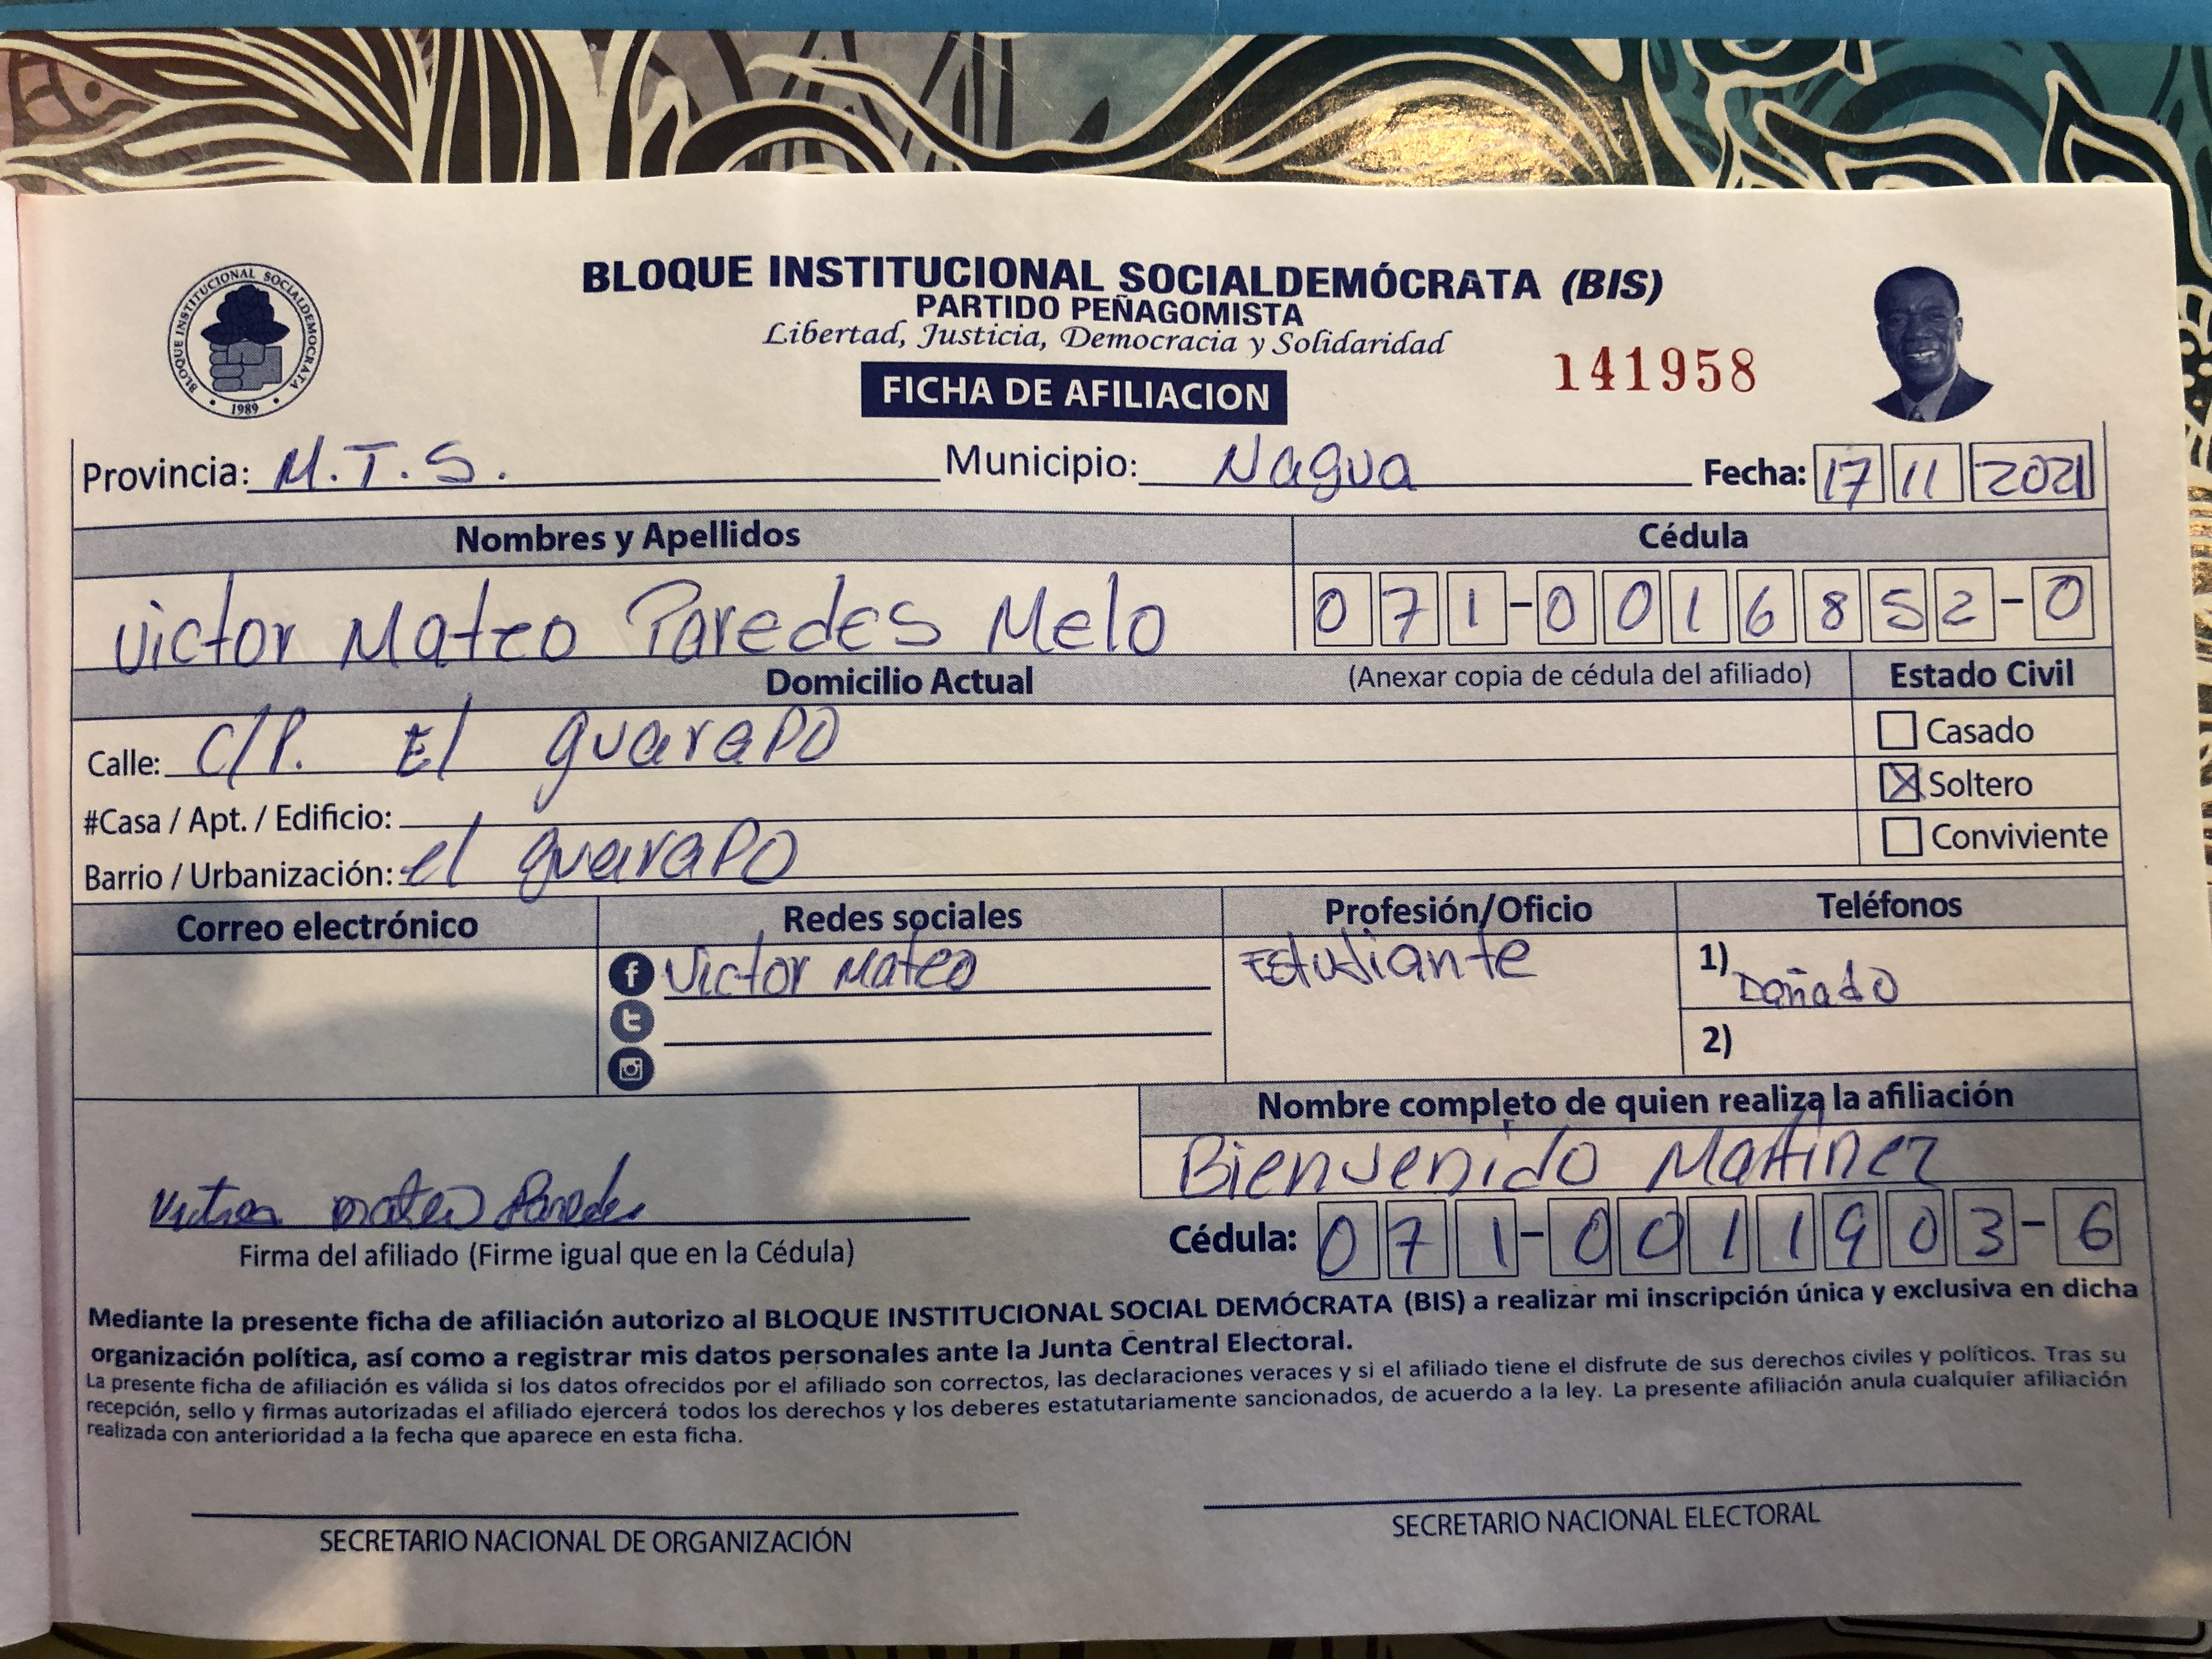 BLOQUE INSTITUCIONAL SOCIALDEMOCRATA
1989
BLOQUE INSTITUCIONAL SOCIALDEMÓCRATA (BIS)
PARTIDO PEÑAGOMISTA
Libertad, Justicia, Democracia y Solidaridad
141958
FICHA DE AFILIACION
Provincia: M.T.S. Municipio: Nagua Fecha: 17 11 2021
Nombres y Apellidos Cédula
Victor Mateo Paredes Melo 071-0016852-0
Domicilio Actual (Anexar copia de cédula del afiliado) Estado Civil
Calle: C/P. El guarapo
Casado
Soltero
#Casa / Apt. / Edificio:
Conviviente
Barrio / Urbanización: el guarapo
Correo electrónico Redes sociales Profesión/Oficio Teléfonos
f Victor Mateo Estudiante 1) Dañado
t
2)
Nombre completo de quien realiza la afiliación
Bienvenido Martinez
Victor mateo Paredes
Firma del afiliado (Firme igual que en la Cédula)
Cédula: 071-0011903-6
Mediante la presente ficha de afiliación autorizo al BLOQUE INSTITUCIONAL SOCIAL DEMÓCRATA (BIS) a realizar mi inscripción única y exclusiva en dicha
organización política, así como a registrar mis datos personales ante la Junta Central Electoral.
La presente ficha de afiliación es válida si los datos ofrecidos por el afiliado son correctos, las declaraciones veraces y si el afiliado tiene el disfrute de sus derechos civiles y políticos. Tras su
recepción, sello y firmas autorizadas el afiliado ejercerá todos los derechos y los deberes estatutariamente sancionados, de acuerdo a la ley. La presente afiliación anula cualquier afiliación
realizada con anterioridad a la fecha que aparece en esta ficha.
SECRETARIO NACIONAL DE ORGANIZACIÓN
SECRETARIO NACIONAL ELECTORAL